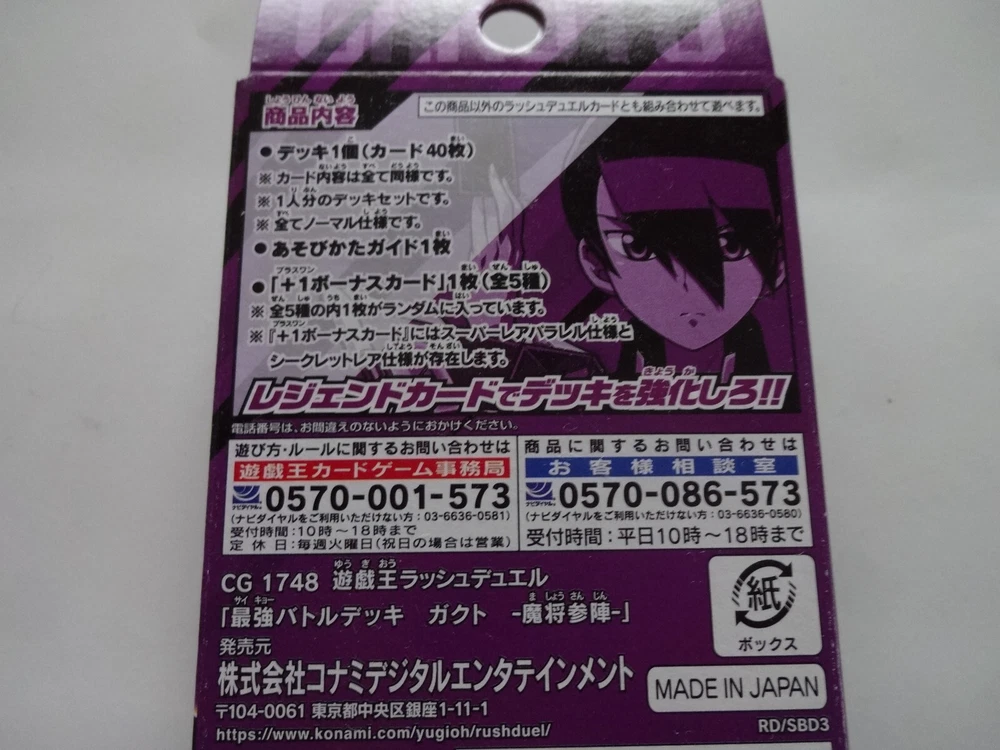 商品内容
この商品以外のラッシュデュエルカードとも組み合わせて遊べます。
●デッキ1個(カード40枚)
※カード内容は全て同様です。
※1人分のデッキセットです。
※全てノーマル仕様です。
●あそびかたガイド1枚
●「+1ボーナスカード」1枚(全5種)
※全5種の内1枚がランダムに入っています。
※『+1ボーナスカード』にはスーパーレアパラレル仕様と
シークレットレア仕様が存在します。
レジェンドカードでデッキを強化しろ!!
電話番号は、お間違えのないようにおかけください。
遊び方・ルールに関するお問い合わせは
遊戯王カードゲーム事務局
ナビダイヤル 0570-001-573
(ナビダイヤルをご利用いただけない方:03-6636-0581)
受付時間:10時〜18時まで
定休日:毎週火曜日(祝日の場合は営業)
商品に関するお問い合わせは
お客様相談室
ナビダイヤル 0570-086-573
(ナビダイヤルをご利用いただけない方:03-6636-0580)
受付時間:平日10時〜18時まで
CG 1748 遊戯王ラッシュデュエル
「最強バトルデッキ ガクト -魔将参陣-」
発売元
株式会社コナミデジタルエンタテインメント
〒104-0061 東京都中央区銀座1-11-1
https://www.konami.com/yugioh/rushduel/
紙
ボックス
MADE IN JAPAN
RD/SBD3